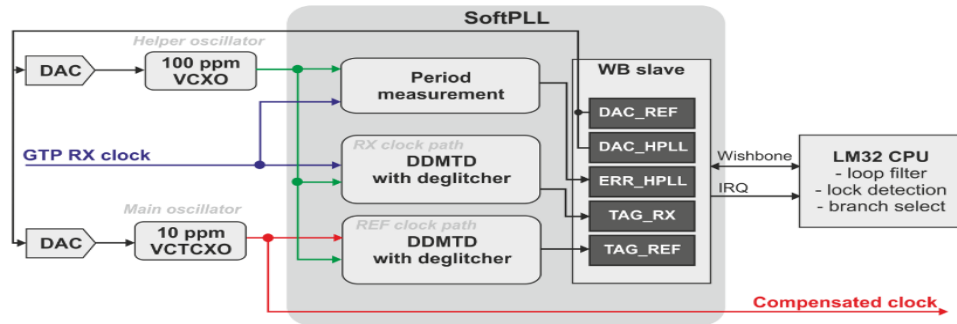 SoftPLL
Helper oscillator
DAC
100 ppm
VCXO
Period
measurement
WB slave
DAC_REF
GTP RX clock
RX clock path
DDMTD
with deglitcher
DAC_HPLL
ERR_HPLL
Wishbone
IRQ
LM32 CPU
- loop filter
- lock detection
- branch select
Main oscillator
DAC
10 ppm
VCTCXO
REF clock path
DDMTD
with deglitcher
TAG_RX
TAG_REF
Compensated clock